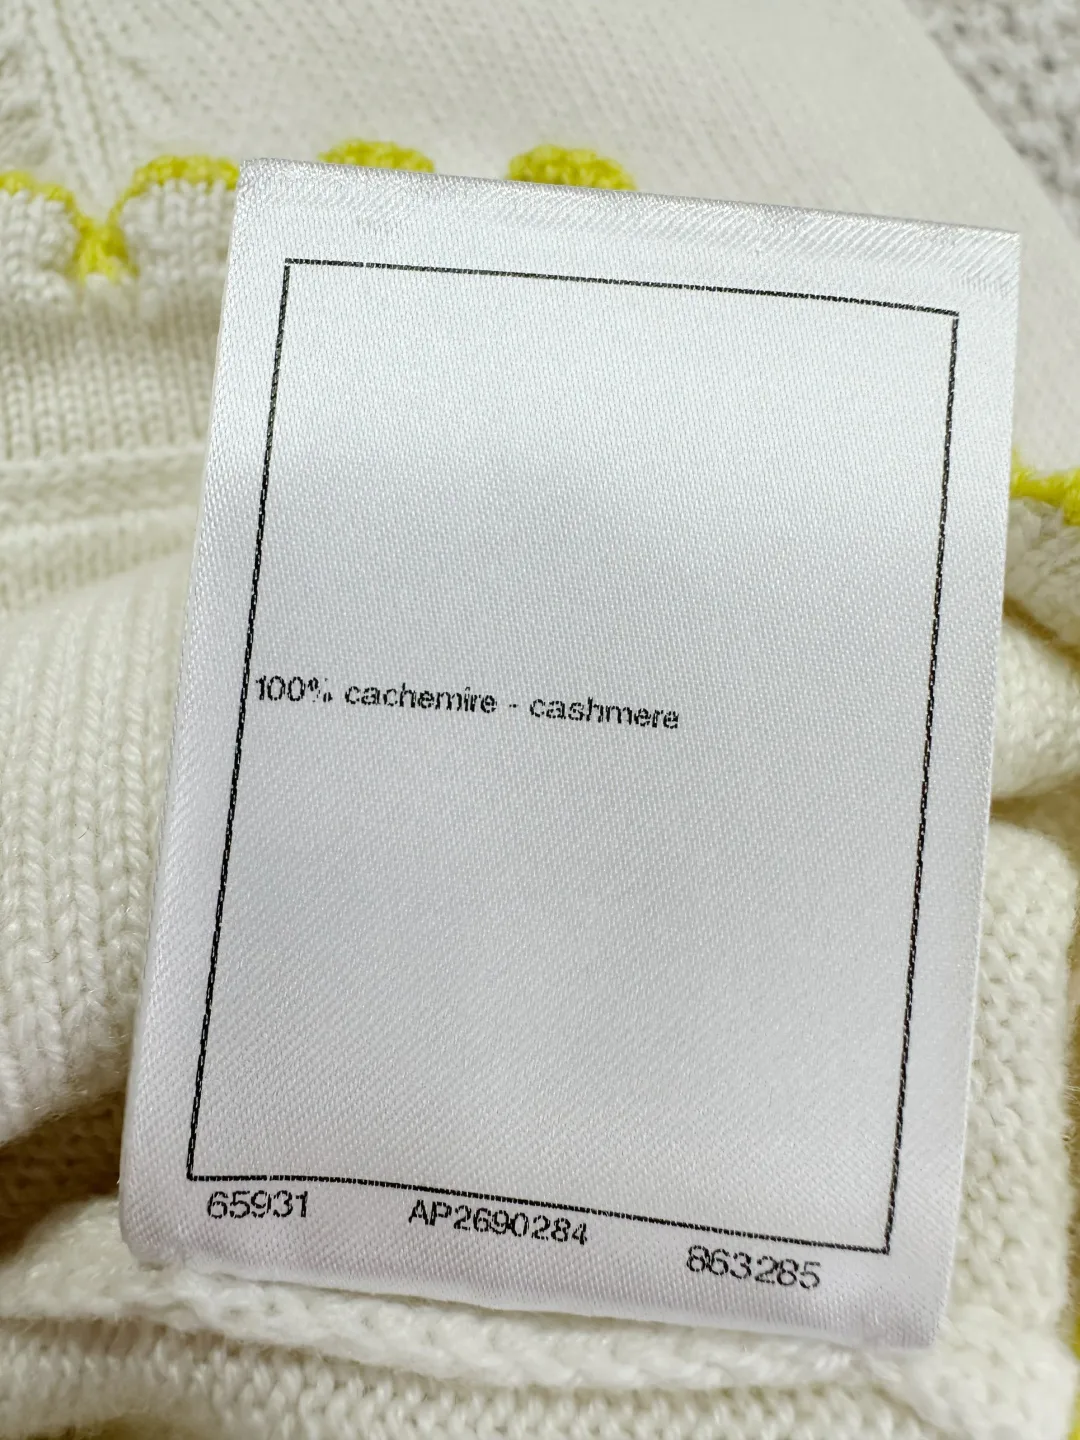 100% cachemire - cashmere
65931 AP2690284 863285